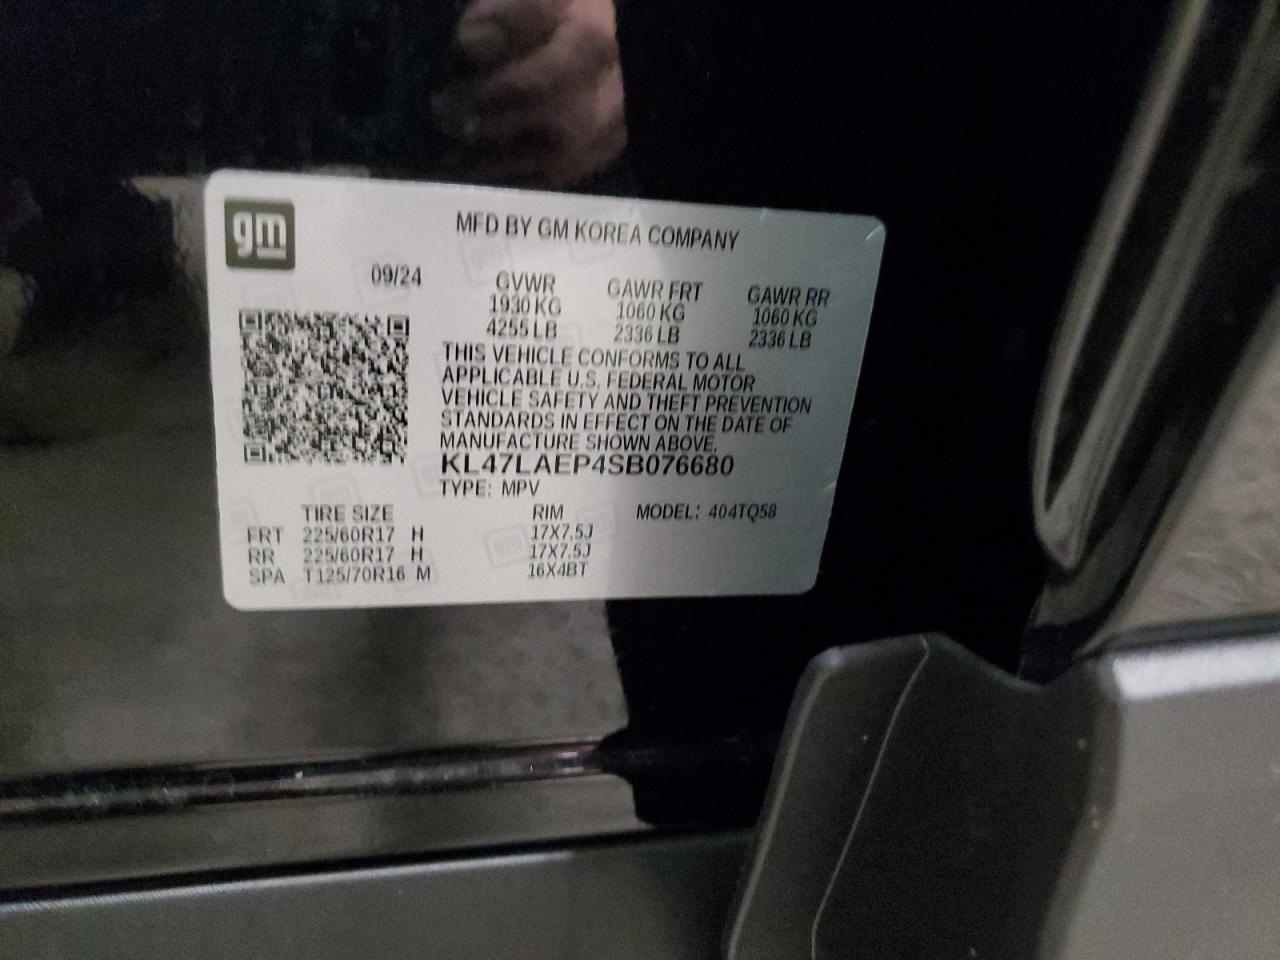 gm
MFD BY GM KOREA COMPANY
09/24
GVWR GAWR FRT GAWR RR
1930 KG 1060 KG 1060 KG
4255 LB 2336 LB 2336 LB
THIS VEHICLE CONFORMS TO ALL
APPLICABLE U.S. FEDERAL MOTOR
VEHICLE SAFETY AND THEFT PREVENTION
STANDARDS IN EFFECT ON THE DATE OF
MANUFACTURE SHOWN ABOVE.
KL47LAEP4SB076680
TYPE: MPV
TIRE SIZE RIM MODEL: 404TQ58
FRT 225/60R17 H 17X7.5J
RR 225/60R17 H 17X7.5J
SPA T125/70R16 M 16X4BT